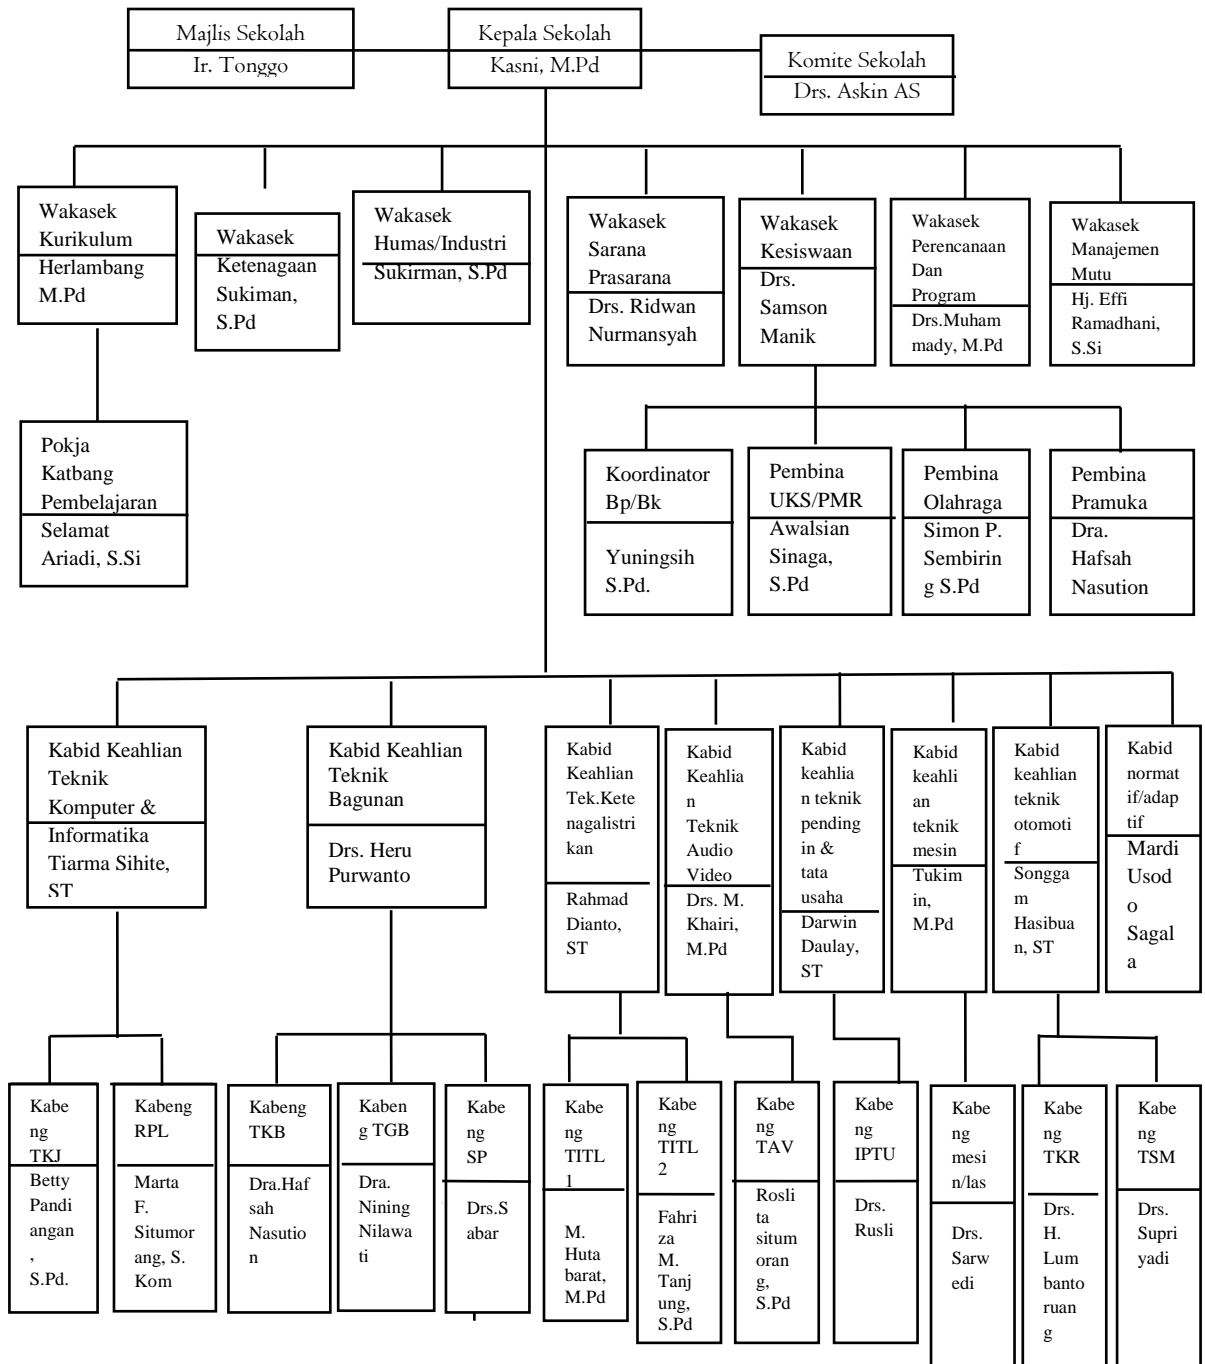 Majlis Sekolah
Ir. Tonggo
Kepala Sekolah
Kasni, M.Pd
Komite Sekolah
Drs. Askin AS
Wakasek
Kurikulum
Herlambang
M.Pd
Wakasek
Ketenagaan
Sukiman,
S.Pd
Wakasek
Humas/Industri
Sukirman, S.Pd
Wakasek
Sarana
Prasarana
Drs. Ridwan
Nurmansyah
Wakasek
Kesiswaan
Drs.
Samson
Manik
Wakasek
Perencanaan
Dan
Program
Drs.Muham
mady, M.Pd
Wakasek
Manajemen
Mutu
Hj. Effi
Ramadhani,
S.Si
Pokja
Katbang
Pembelajaran
Selamat
Ariadi, S.Si
Koordinator
Bp/Bk
Yuningsih
S.Pd.
Pembina
UKS/PMR
Awalsian
Sinaga,
S.Pd
Pembina
Olahraga
Simon P.
Sembirin
g S.Pd
Pembina
Pramuka
Dra.
Hafsah
Nasution
Kabid Keahlian
Teknik
Komputer &
Informatika
Tiarma Sihite,
ST
Kabid Keahlian
Teknik
Bagunan
Drs. Heru
Purwanto
Kabid
Keahlian
Tek.Kete
nagalistri
kan
Rahmad
Dianto,
ST
Kabid
Keahlia
n
Teknik
Audio
Video
Drs. M.
Khairi,
M.Pd
Kabid
keahlia
n teknik
pending
in &
tata
usaha
Darwin
Daulay,
ST
Kabid
keahli
an
teknik
mesin
Tukim
in,
M.Pd
Kabid
keahlian
teknik
otomoti
f
Songga
m
Hasibua
n, ST
Kabid
normat
if/adap
tif
Mardi
Usod
o
Sagal
a
Kabe
ng
TKJ
Betty
Pandi
angan
,
S.Pd.
Kabeng
RPL
Marta
F.
Situmor
ang, S.
Kom
Kabeng
TKB
Dra.Haf
sah
Nasutio
n
Kaben
g TGB
Dra.
Nining
Nilawa
ti
Kabe
ng
SP
Drs.S
abar
Kabe
ng
TITL
1
M.
Huta
barat,
M.Pd
Kabe
ng
TITL
2
Fahri
za
M.
Tanj
ung,
S.Pd
Kabe
ng
TAV
Rosli
ta
situm
oran
g,
S.Pd
Kabe
ng
IPTU
Drs.
Rusli
Kabe
ng
mesi
n/las
Drs.
Sarw
edi
Kabe
ng
TKR
Drs.
H.
Lum
banto
ruan
g
Kabe
ng
TSM
Drs.
Supri
yadi